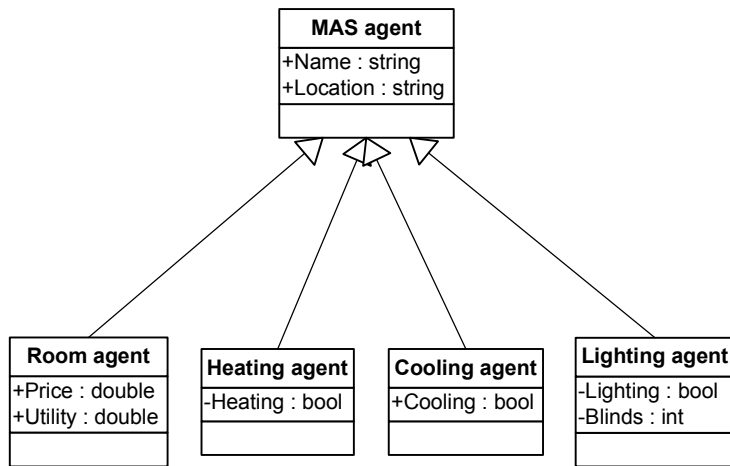 MAS agent
+Name : string
+Location : string
Room agent
+Price : double
+Utility : double
Heating agent
-Heating : bool
Cooling agent
+Cooling : bool
Lighting agent
-Lighting : bool
-Blinds : int